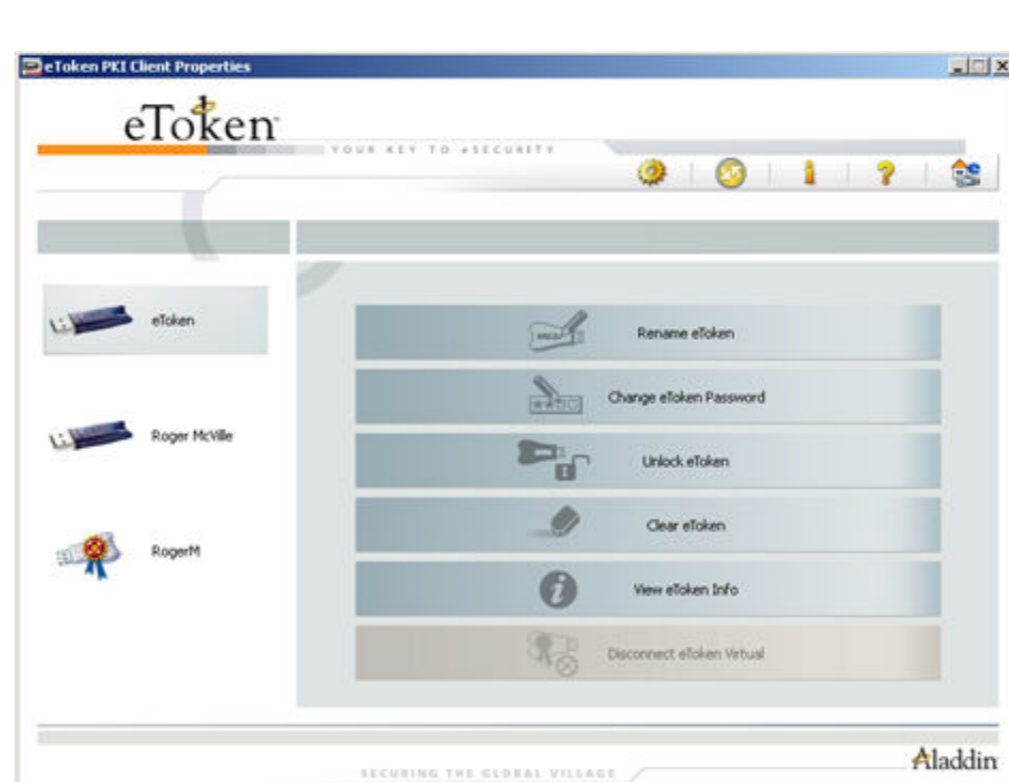 eToken PKI Client Properties
eToken
YOUR KEY TO eSECURITY
eToken
Roger McVille
RogerM
Rename eToken
Change eToken Password
Unlock eToken
Clear eToken
View eToken Info
Disconnect eToken Virtual
Aladdin
SECURING THE GLOBAL VILLAGE